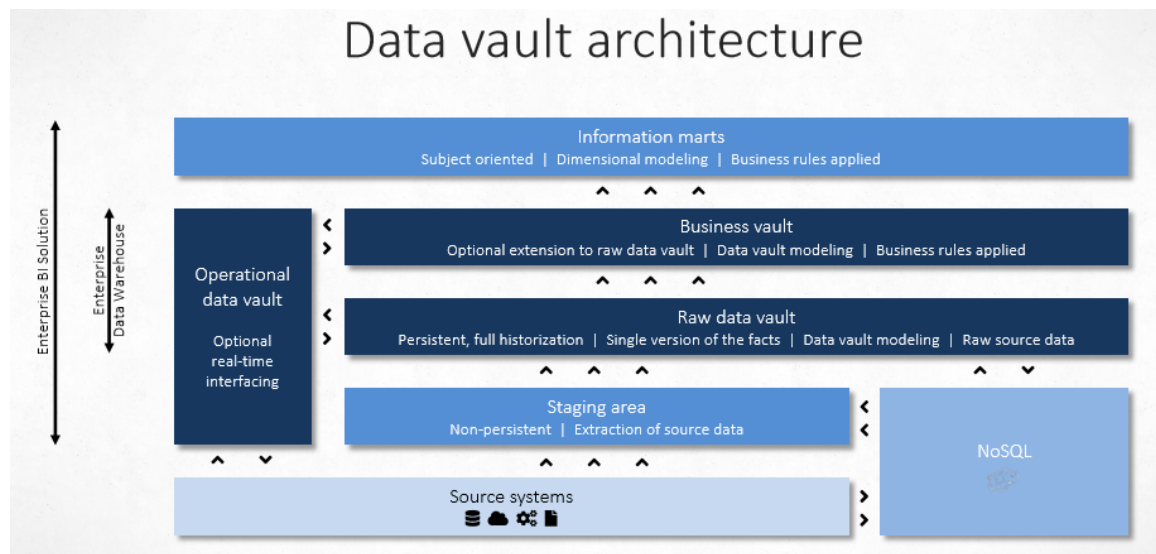 Data vault architecture
Information marts
Subject oriented | Dimensional modeling | Business rules applied
Enterprise BI Solution
Enterprise
Data Warehouse
Operational
data vault
Optional
real-time
interfacing
Business vault
Optional extension to raw data vault | Data vault modeling | Business rules applied
Raw data vault
Persistent, full historization | Single version of the facts | Data vault modeling | Raw source data
Staging area
Non-persistent | Extraction of source data
NoSQL
Source systems